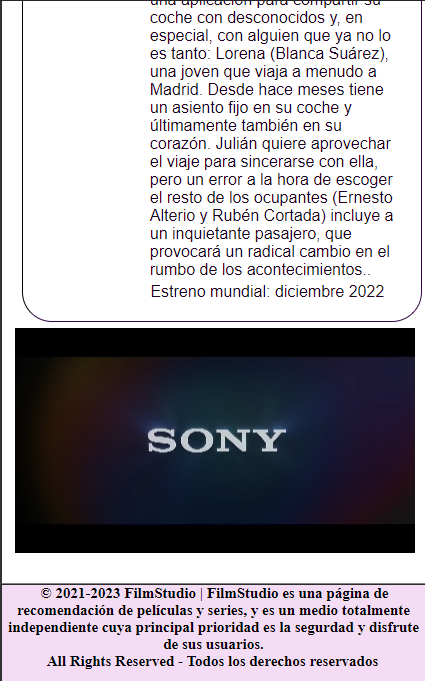 una aplicación para compartir su
coche con desconocidos y, en
especial, con alguien que ya no lo
es tanto: Lorena (Blanca Suárez),
una joven que viaja a menudo a
Madrid. Desde hace meses tiene
un asiento fijo en su coche y
últimamente también en su
corazón. Julián quiere aprovechar
el viaje para sincerarse con ella,
pero un error a la hora de escoger
el resto de los ocupantes (Ernesto
Alterio y Rubén Cortada) incluye a
un inquietante pasajero, que
provocará un radical cambio en el
rumbo de los acontecimientos..
Estreno mundial: diciembre 2022
SONY
© 2021-2023 FilmStudio | FilmStudio es una página de
recomendación de películas y series, y es un medio totalmente
independiente cuya principal prioridad es la segurdad y disfrute
de sus usuarios.
All Rights Reserved - Todos los derechos reservados